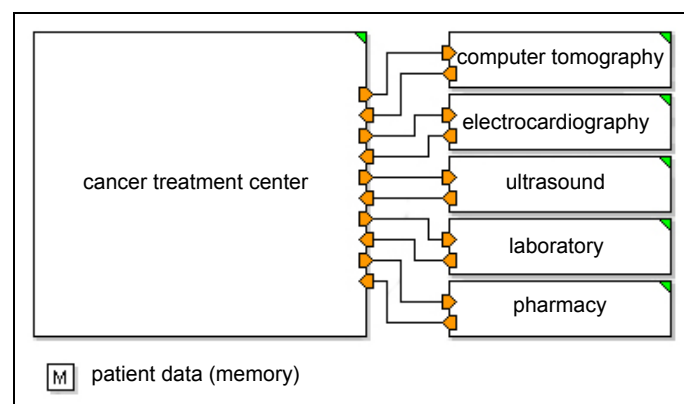 computer tomography
electrocardiography
cancer treatment center
ultrasound
laboratory
pharmacy
M patient data (memory)